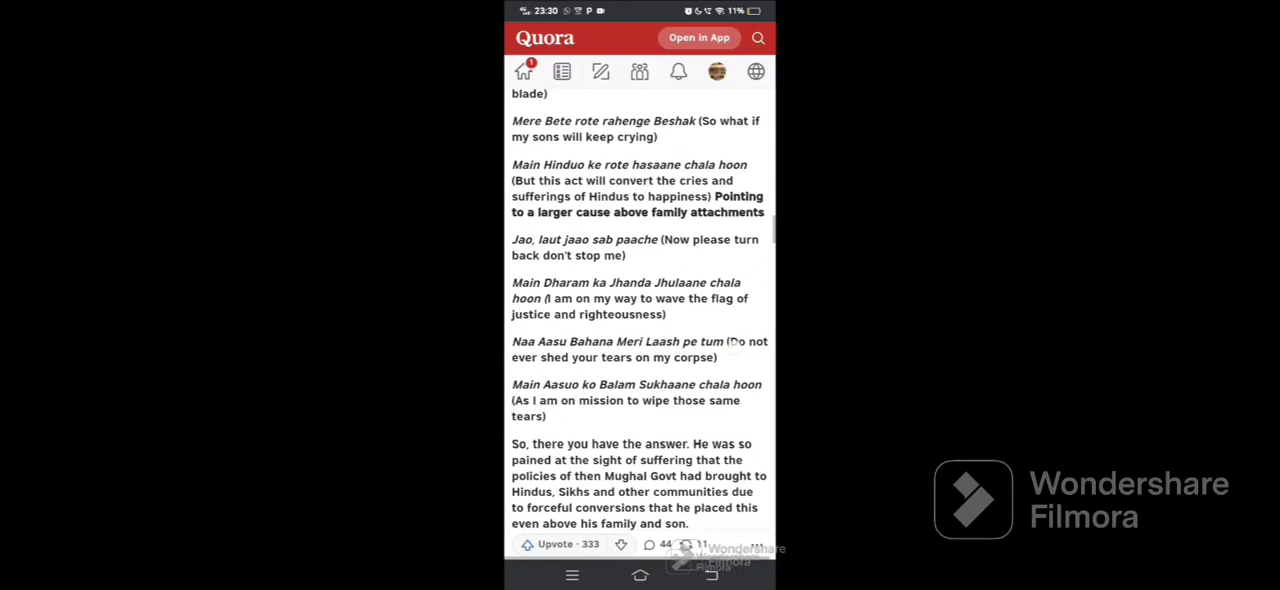 23:30
P
11%
Quora
Open in App
1
blade)
Mere Bete rote rahenge Beshak (So what if
my sons will keep crying)
Main Hinduo ke rote hasaane chala hoon
(But this act will convert the cries and
sufferings of Hindus to happiness) Pointing
to a larger cause above family attachments
Jao, laut jaao sab paache (Now please turn
back don't stop me)
Main Dharam ka Jhanda Jhulaane chala
hoon (I am on my way to wave the flag of
justice and righteousness)
Naa Aasu Bahana Meri Laash pe tum (Do not
ever shed your tears on my corpse)
Main Aasuo ko Balam Sukhaane chala hoon
(As I am on mission to wipe those same
tears)
So, there you have the answer. He was so
pained at the sight of suffering that the
policies of then Mughal Govt had brought to
Hindus, Sikhs and other communities due
to forceful conversions that he placed this
even above his family and son.
Upvote · 333
44
11
Wondershare
Filmora
Wondershare
Filmora